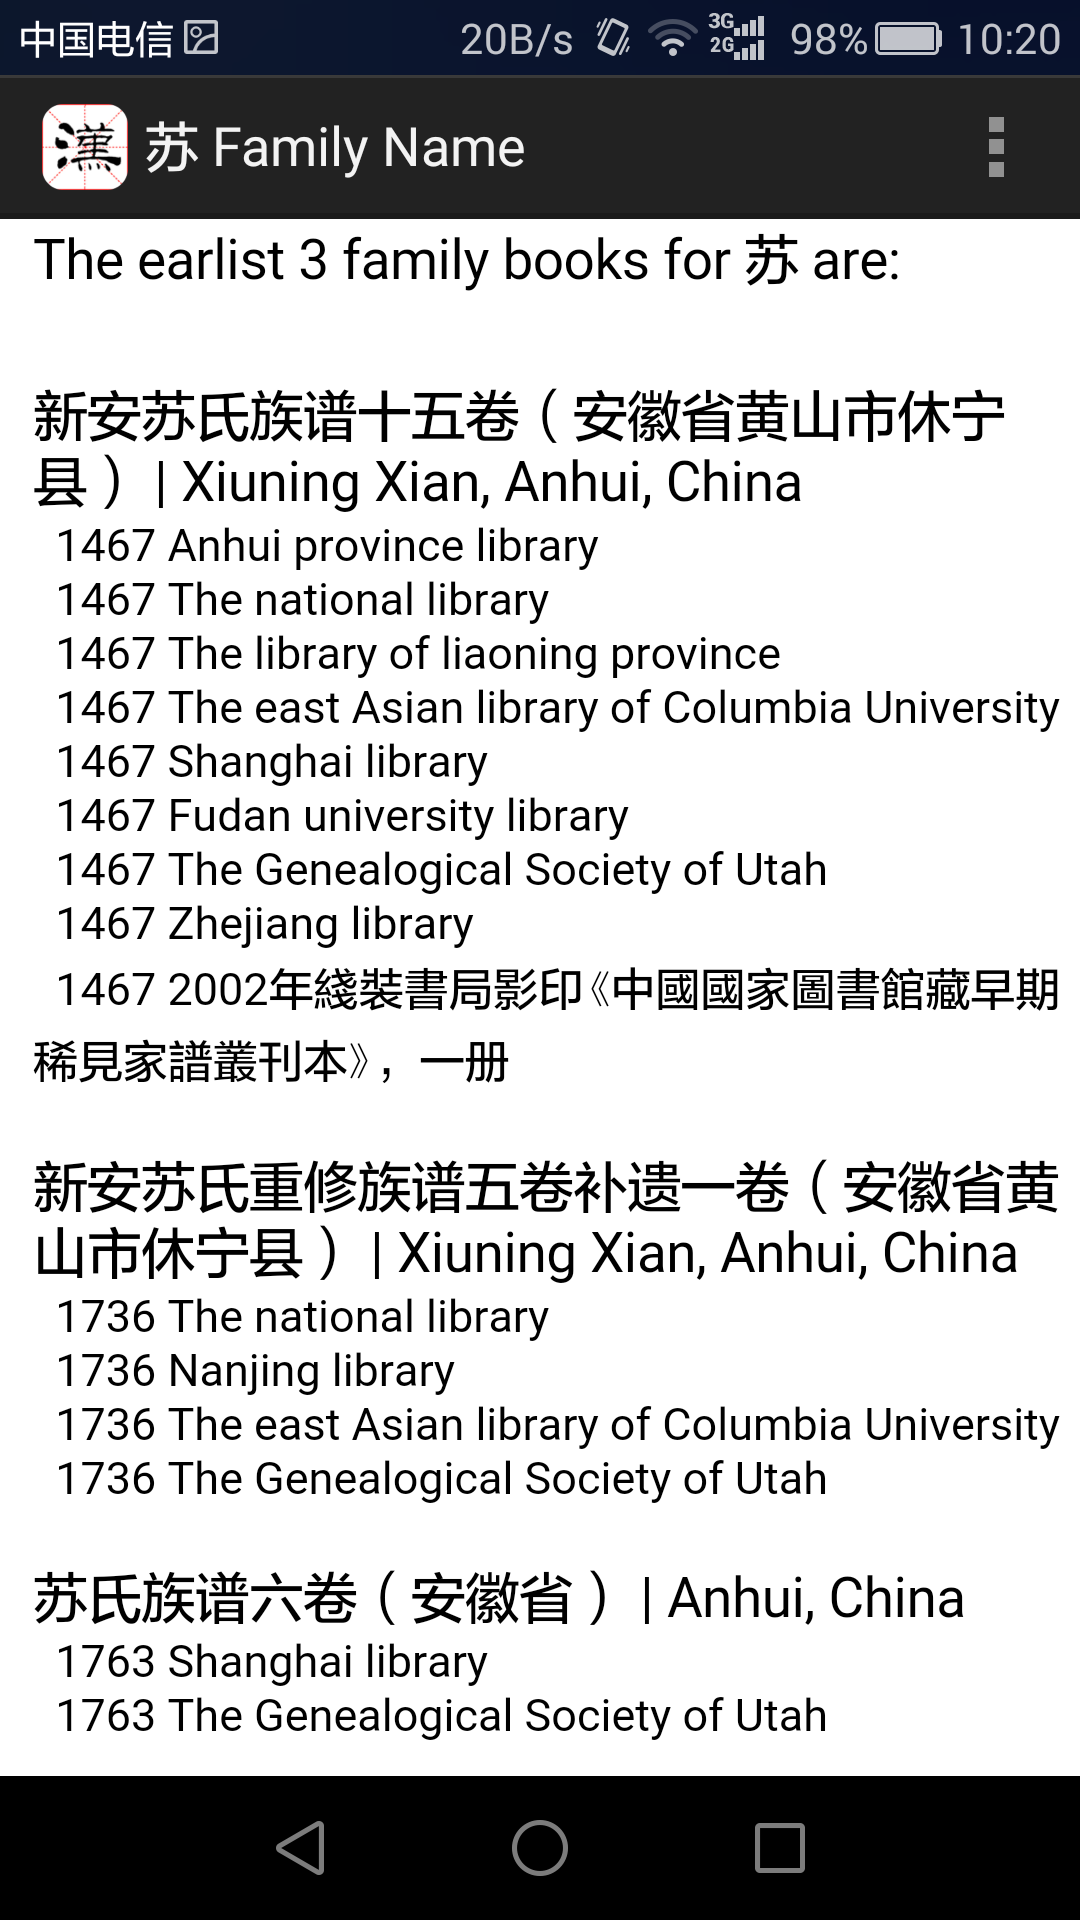 中国电信 20B/s 3G 2G 98% 10:20
漢 苏 Family Name
The earlist 3 family books for 苏 are:
新安苏氏族谱十五卷（安徽省黄山市休宁
县）| Xiuning Xian, Anhui, China
1467 Anhui province library
1467 The national library
1467 The library of liaoning province
1467 The east Asian library of Columbia University
1467 Shanghai library
1467 Fudan university library
1467 The Genealogical Society of Utah
1467 Zhejiang library
1467 2002年綫裝書局影印《中國國家圖書館藏早期
稀見家譜叢刊本》，一册
新安苏氏重修族谱五卷补遗一卷（安徽省黄
山市休宁县）| Xiuning Xian, Anhui, China
1736 The national library
1736 Nanjing library
1736 The east Asian library of Columbia University
1736 The Genealogical Society of Utah
苏氏族谱六卷（安徽省）| Anhui, China
1763 Shanghai library
1763 The Genealogical Society of Utah